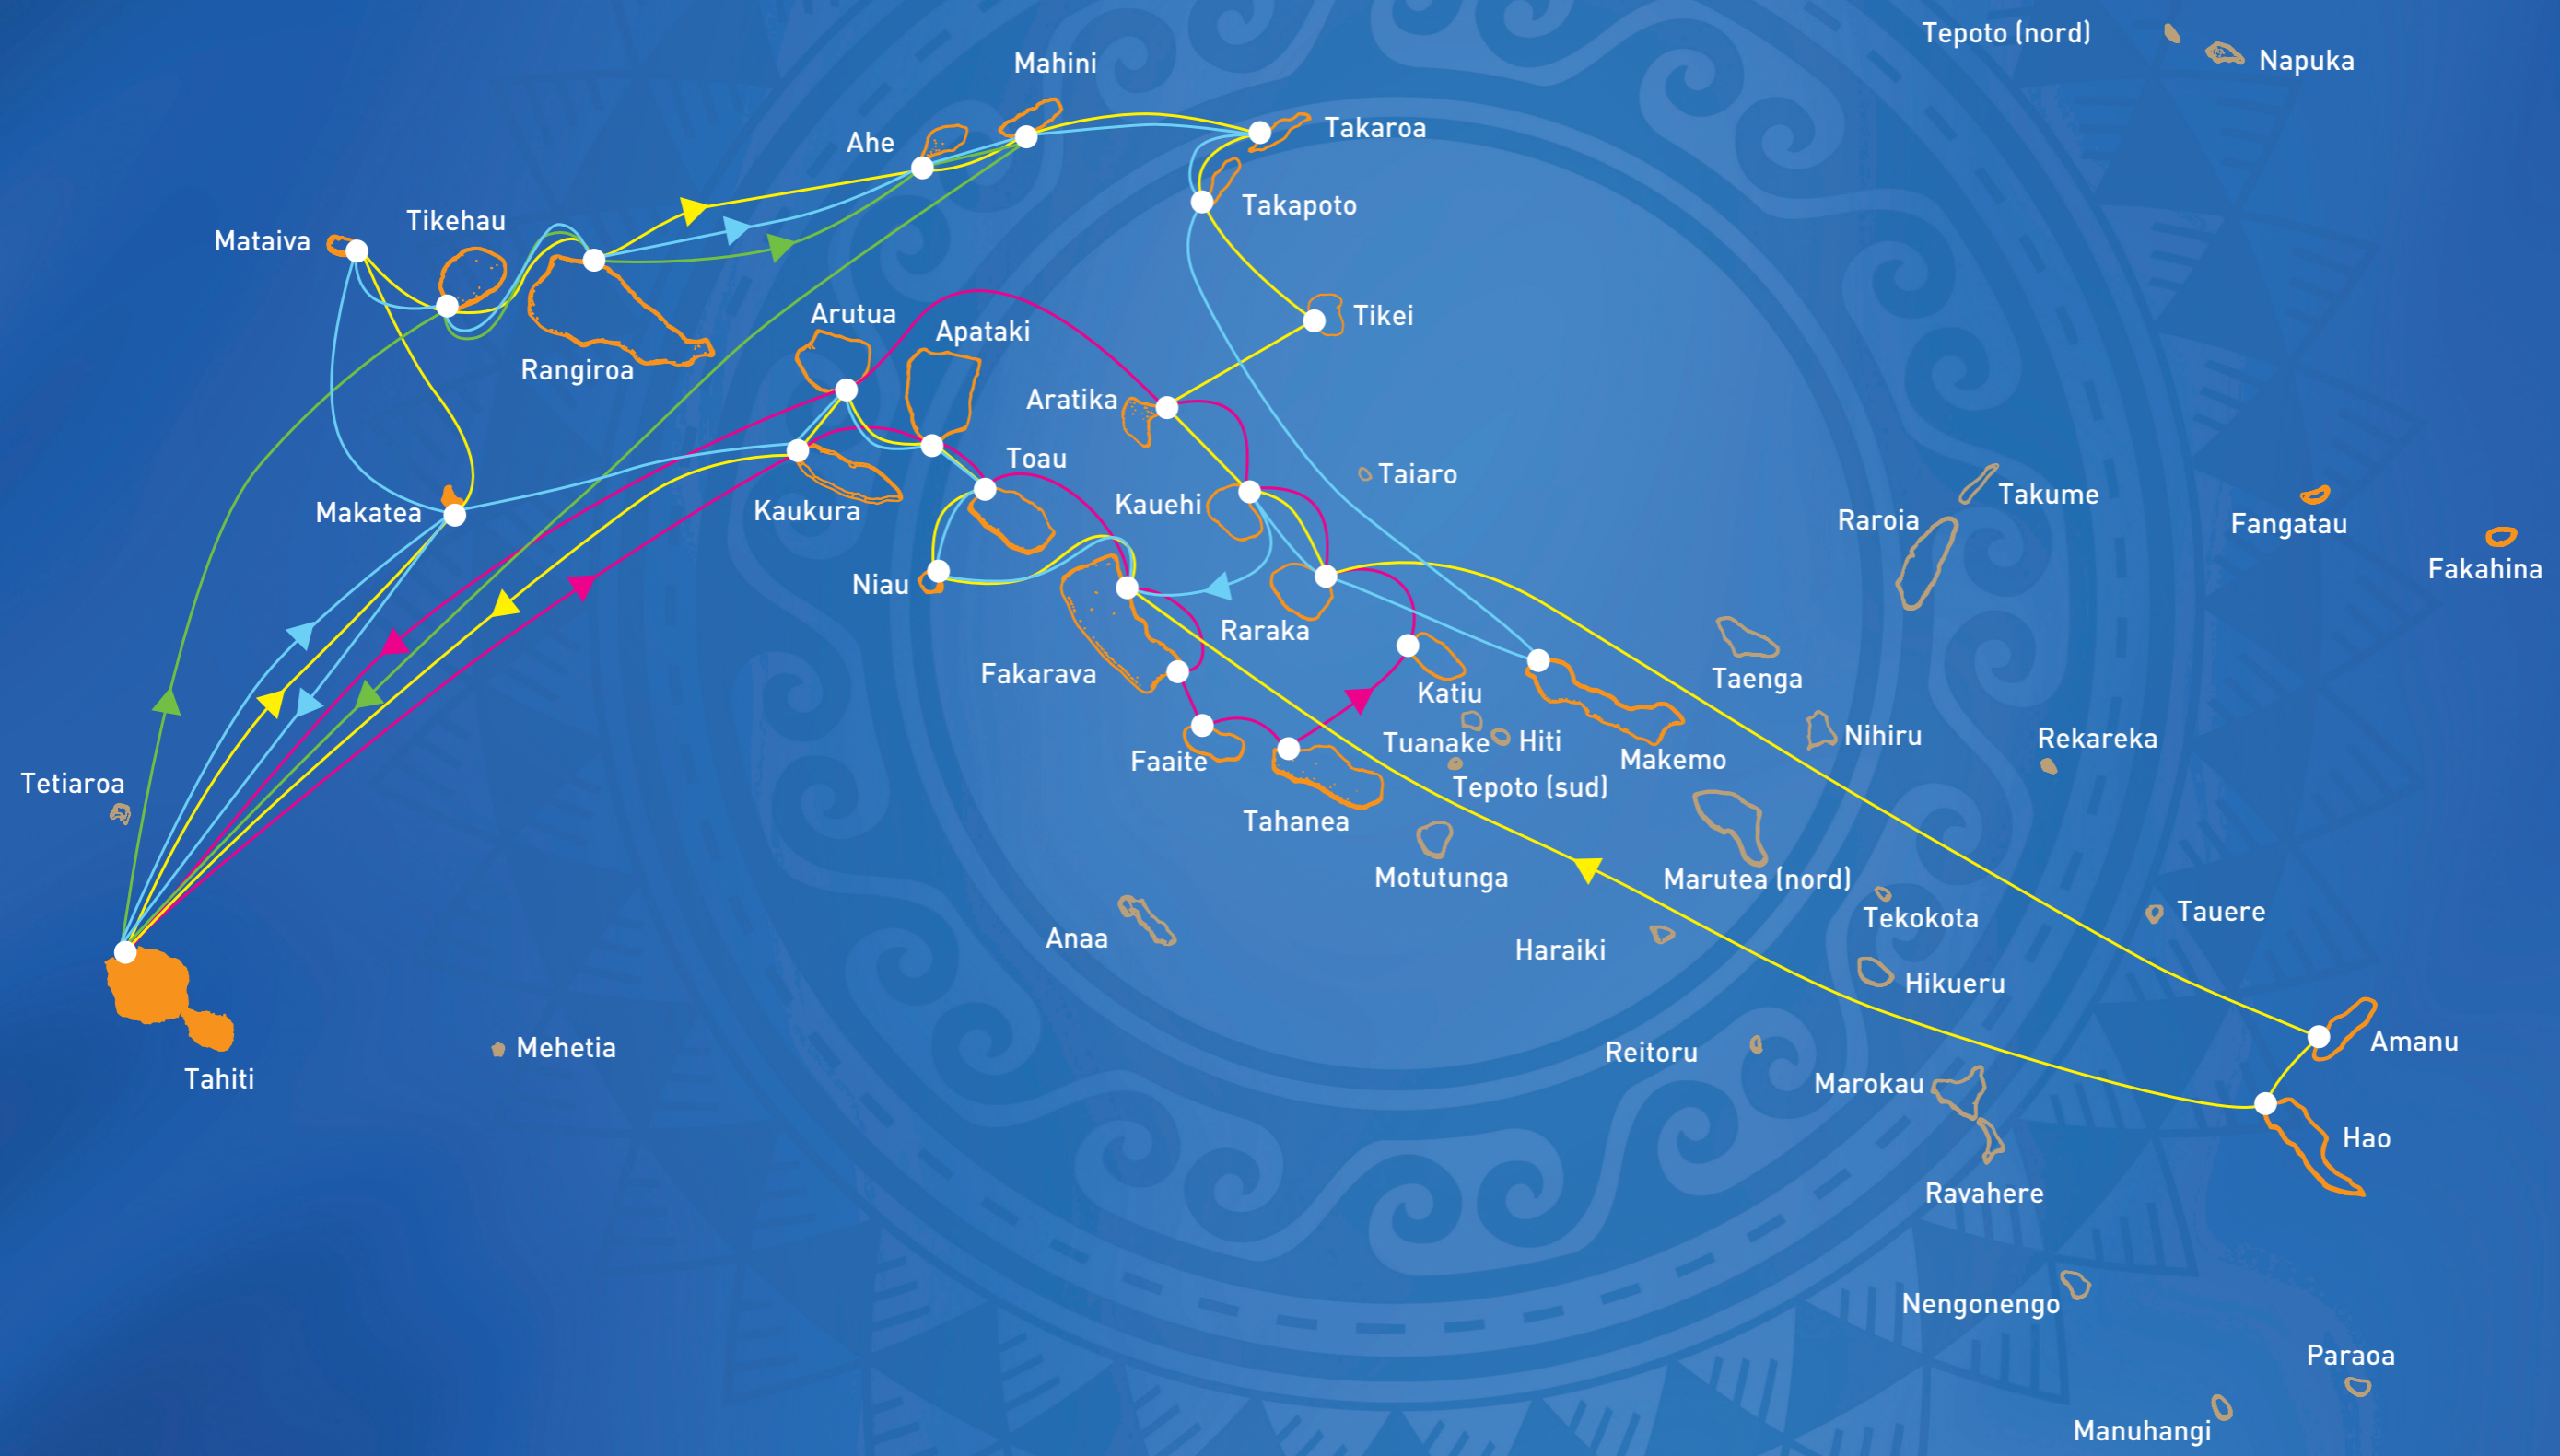 Tepoto (nord)
Napuka
Mahini
Ahe
Takaroa
Takapoto
Tikehau
Mataiva
Rangiroa
Arutua
Apataki
Tikei
Aratika
Toau
Taiaro
Kauehi
Makatea
Kaukura
Takume
Raroia
Fangatau
Fakahina
Niau
Raraka
Fakarava
Katiu
Taenga
Tuanake
Hiti
Nihiru
Rekareka
Makemo
Faaite
Tepoto (sud)
Tetiaroa
Tahanea
Motutunga
Marutea (nord)
Tekokota
Tauere
Anaa
Haraiki
Hikueru
Mehetia
Reitoru
Amanu
Tahiti
Marokau
Hao
Ravahere
Nengonengo
Paraoa
Manuhangi